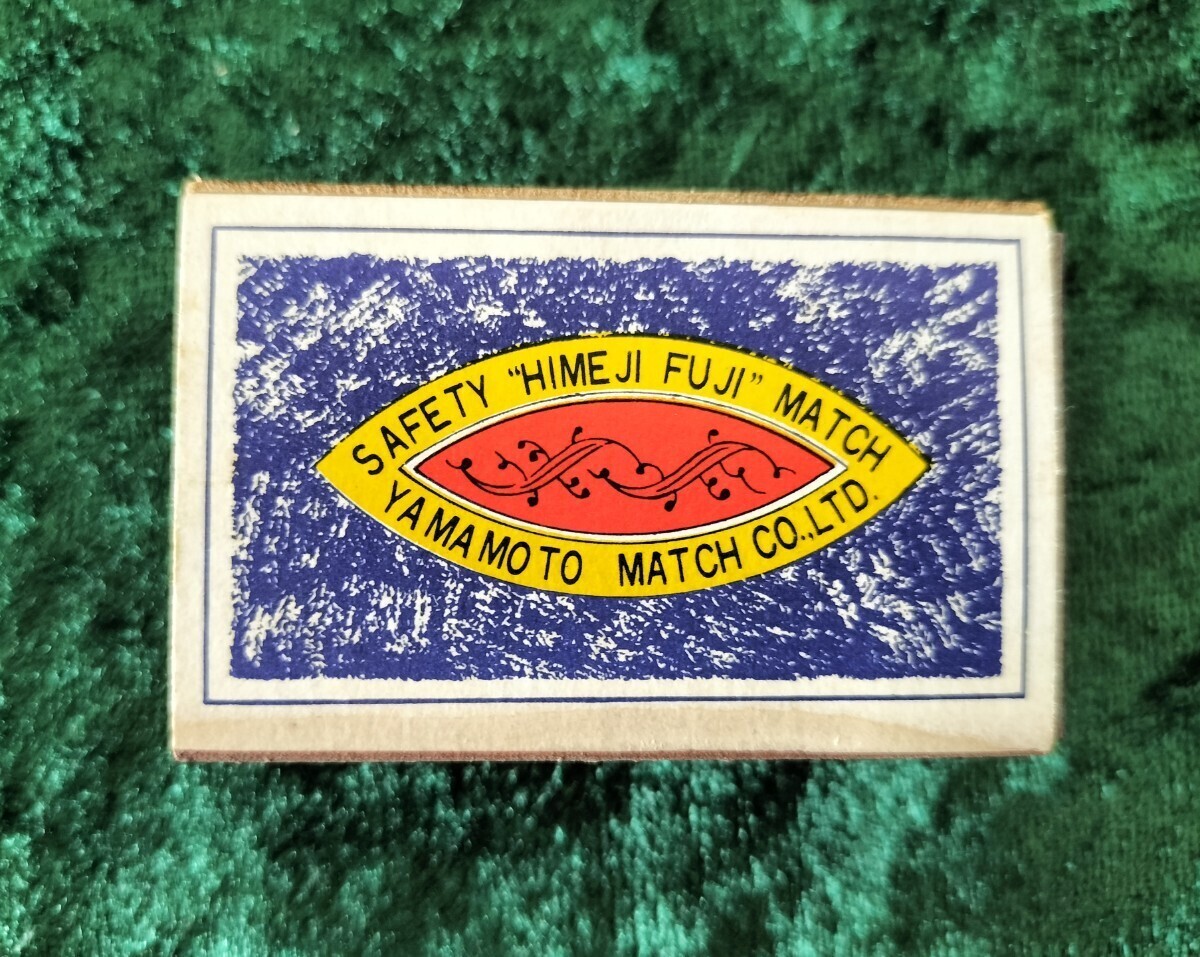 SAFETY “HIMEJI FUJI” MATCH
YAMAMOTO MATCH CO.,LTD.